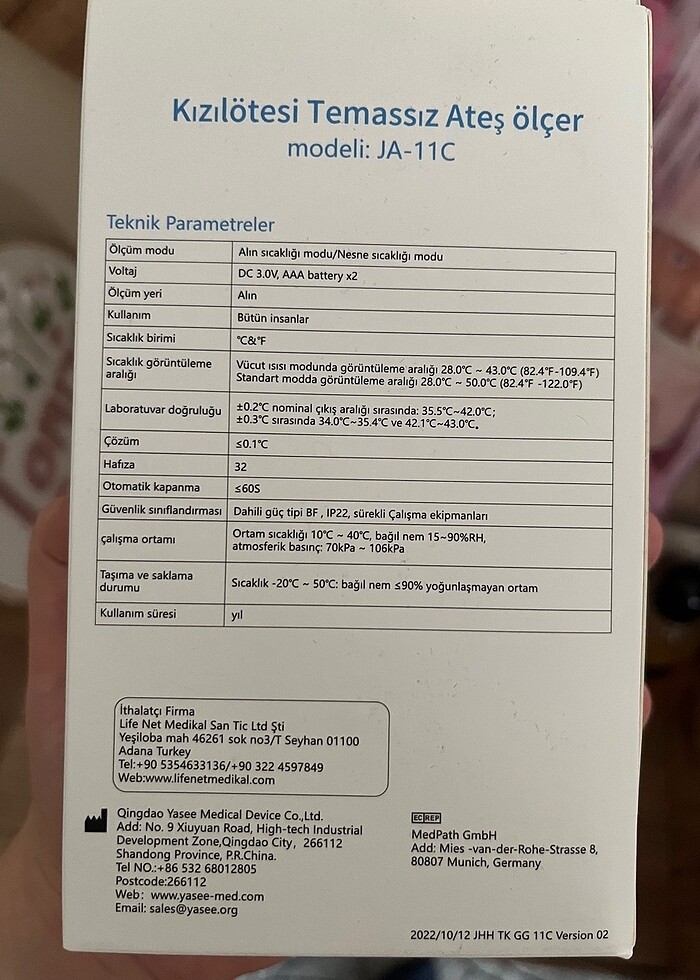 Kızılötesi Temassız Ateş ölçer
modeli: JA-11C
Teknik Parametreler
Ölçüm modu Alın sıcaklığı modu/Nesne sıcaklığı modu
Voltaj DC 3.0V, AAA battery x2
Ölçüm yeri Alın
Kullanım Bütün insanlar
Sıcaklık birimi °C&°F
Sıcaklık görüntüleme aralığı Vücut ısısı modunda görüntüleme aralığı 28.0°C ~ 43.0°C (82.4°F-109.4°F)
Standart modda görüntüleme aralığı 28.0°C ~ 50.0°C (82.4°F -122.0°F)
Laboratuvar doğruluğu ±0.2°C nominal çıkış aralığı sırasında: 35.5°C~42.0°C;
±0.3°C sırasında 34.0°C~35.4°C ve 42.1°C~43.0°C。
Çözüm ≤0.1°C
Hafıza 32
Otomatik kapanma ≤60S
Güvenlik sınıflandırması Dahili güç tipi BF , IP22, sürekli Çalışma ekipmanları
çalışma ortamı Ortam sıcaklığı 10°C ~ 40°C, bağıl nem 15~90%RH,
atmosferik basınç: 70kPa ~ 106kPa
Taşıma ve saklama durumu Sıcaklık -20°C ~ 50°C: bağıl nem ≤90% yoğunlaşmayan ortam
Kullanım süresi yıl
İthalatçı Firma
Life Net Medikal San Tic Ltd Şti
Yeşiloba mah 46261 sok no3/T Seyhan 01100
Adana Turkey
Tel:+90 5354633136/+90 322 4597849
Web:www.lifenetmedikal.com
Qingdao Yasee Medical Device Co.,Ltd.
Add: No. 9 Xiuyuan Road, High-tech Industrial
Development Zone,Qingdao City, 266112
Shandong Province, P.R.China.
Tel NO.:+86 532 68012805
Postcode:266112
Web: www.yasee-med.com
Email: sales@yasee.org
EC REP
MedPath GmbH
Add: Mies -van-der-Rohe-Strasse 8,
80807 Munich, Germany
2022/10/12 JHH TK GG 11C Version 02